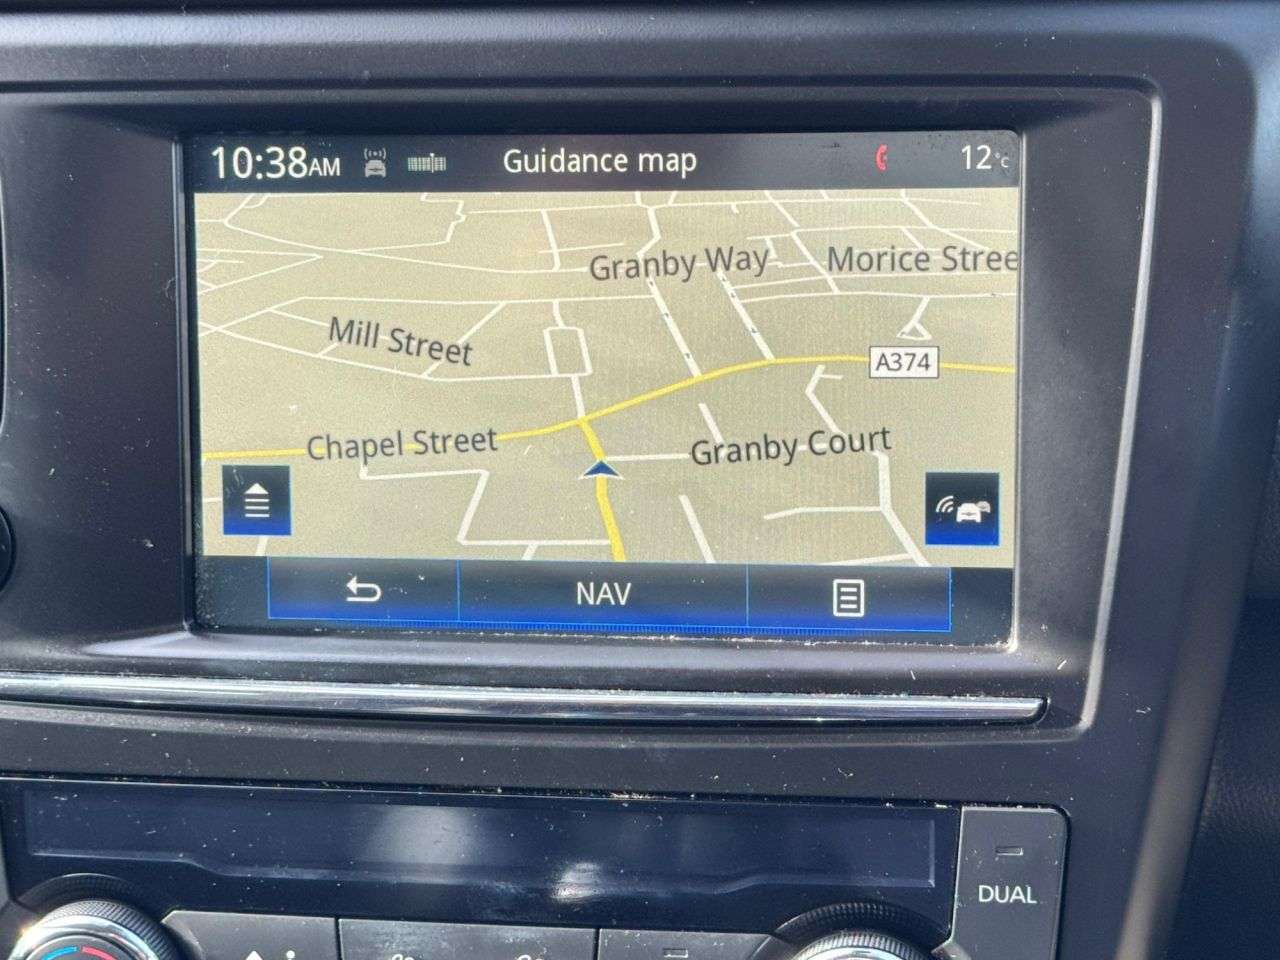 10:38AM Guidance map 12°C
Granby Way Morice Stree
Mill Street
A374
Chapel Street Granby Court
NAV
DUAL